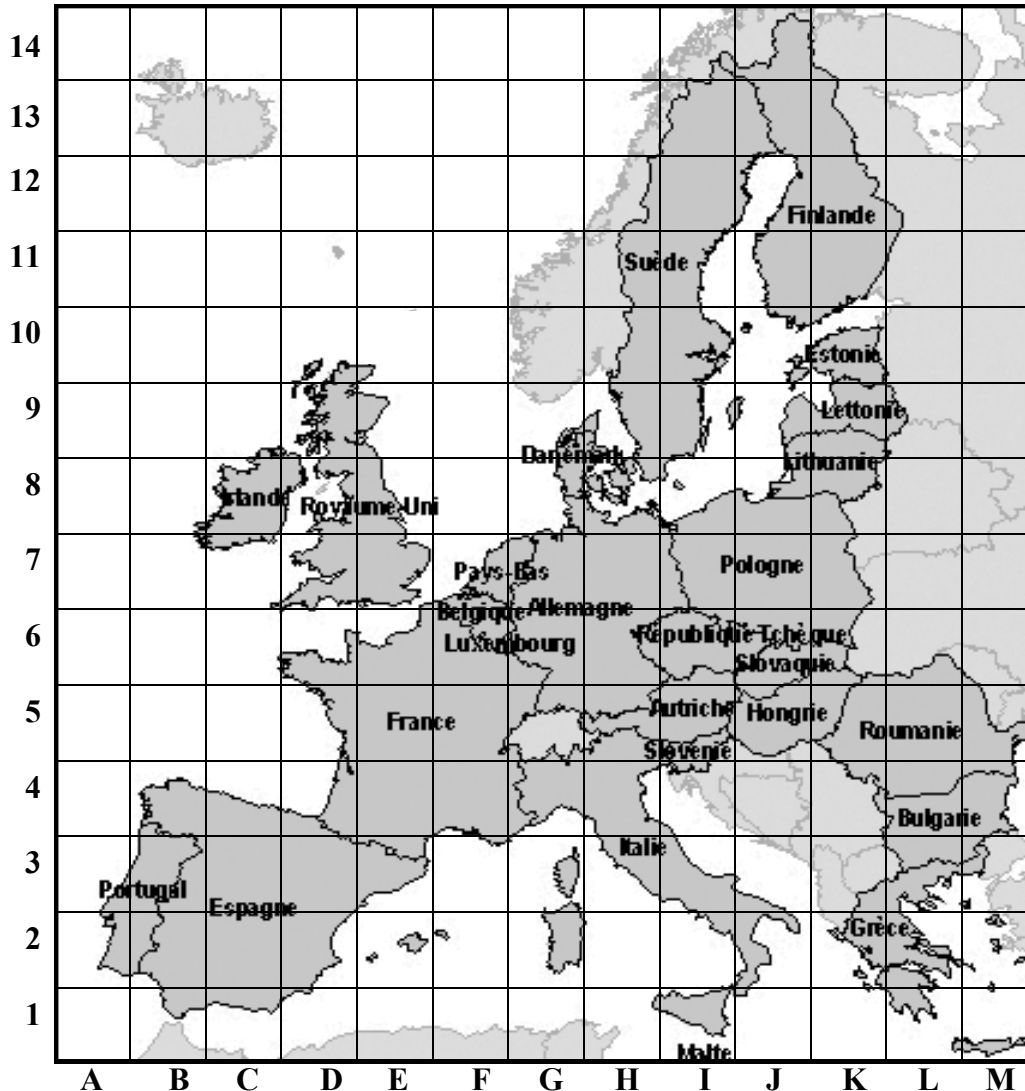 14
13
12
Finlande
11
Suède
10
Estonie
9
Lettonie
Danemark
Lithuanie
8
Irlande
Royaume-Uni
7
Pologne
Pays-Bas
Belgique
Allemagne
6
République Tchèque
Luxembourg
Slovaquie
5
Autriche
Hongrie
France
Roumanie
Slovénie
4
Bulgarie
3
Italie
Portugal
Espagne
2
Grèce
1
Malte
A B C D E F G H I J K L M